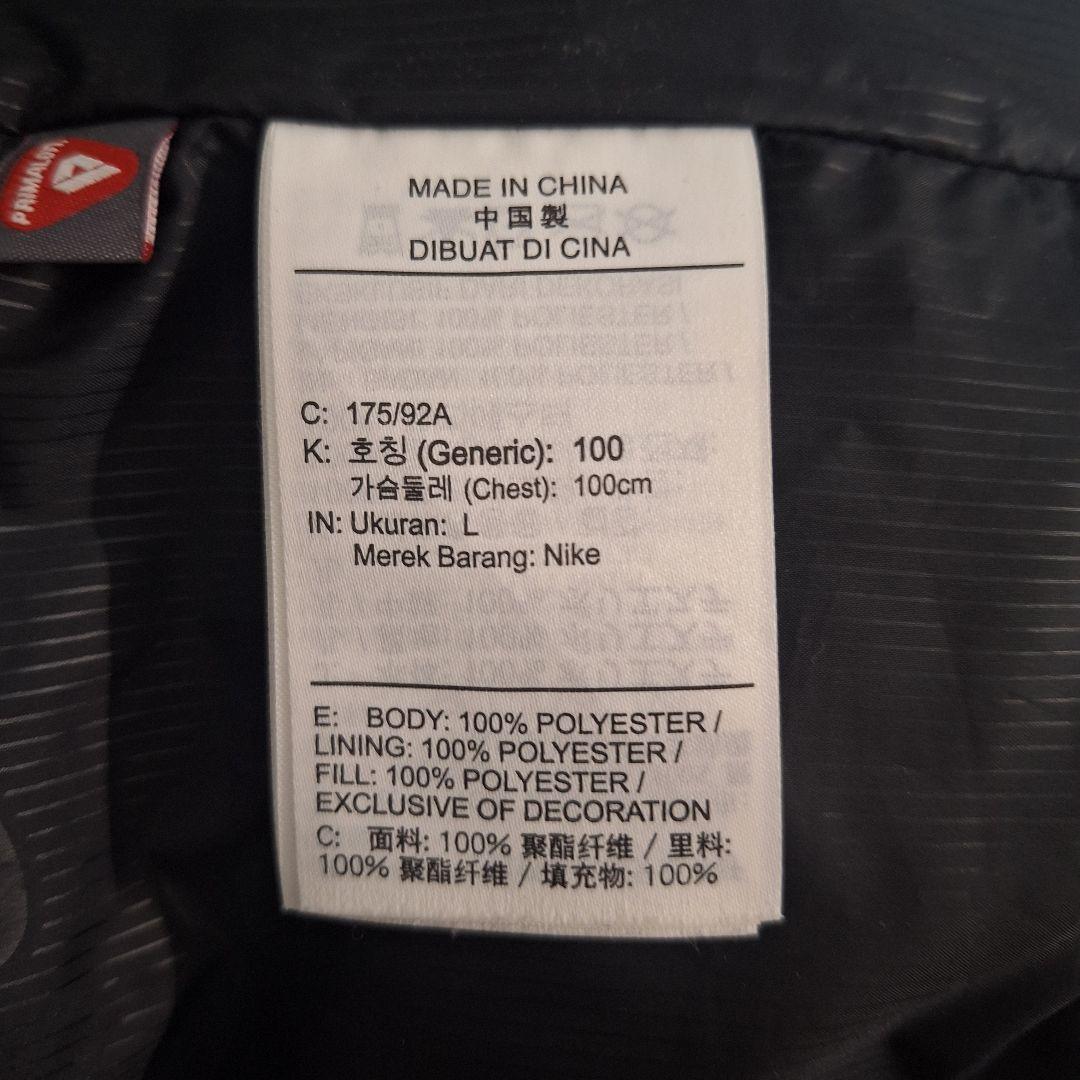 PRIMALOFT
MADE IN CHINA
中国製
DIBUAT DI CINA
C: 175/92A
K: 호칭 (Generic): 100
가슴둘레 (Chest): 100cm
IN: Ukuran: L
Merek Barang: Nike
E: BODY: 100% POLYESTER /
LINING: 100% POLYESTER /
FILL: 100% POLYESTER /
EXCLUSIVE OF DECORATION
C: 面料: 100% 聚酯纤维 / 里料:
100% 聚酯纤维 / 填充物: 100%